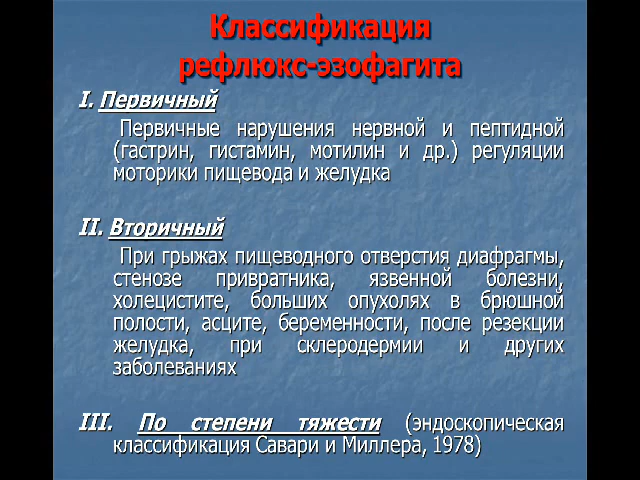 Классификация
рефлюкс-эзофагита
I. Первичный
Первичные нарушения нервной и пептидной
(гастрин, гистамин, мотилин и др.) регуляции
моторики пищевода и желудка
II. Вторичный
При грыжах пищеводного отверстия диафрагмы,
стенозе привратника, язвенной болезни,
холецистите, больших опухолях в брюшной
полости, асците, беременности, после резекции
желудка, при склеродермии и других
заболеваниях
III. По степени тяжести (эндоскопическая
классификация Савари и Миллера, 1978)